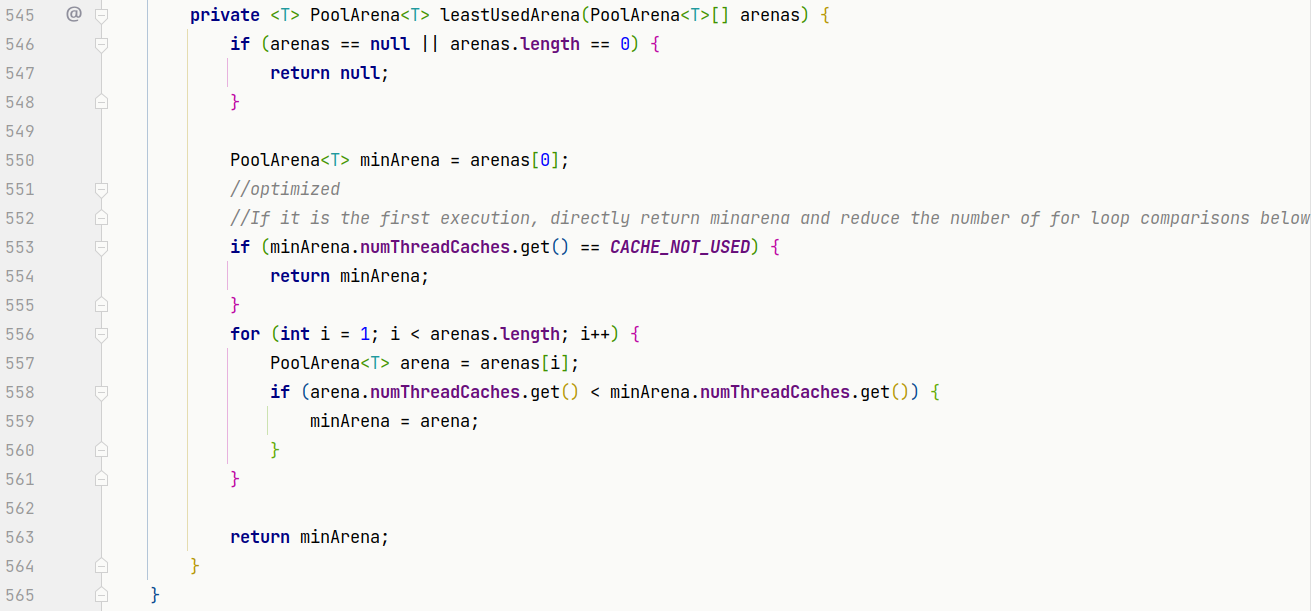 545 @ private <T> PoolArena<T> leastUsedArena(PoolArena<T>[] arenas) {
546 if (arenas == null || arenas.length == 0) {
547 return null;
548 }
549
550 PoolArena<T> minArena = arenas[0];
551 //optimized
552 //If it is the first execution, directly return minarena and reduce the number of for loop comparisons below
553 if (minArena.numThreadCaches.get() == CACHE_NOT_USED) {
554 return minArena;
555 }
556 for (int i = 1; i < arenas.length; i++) {
557 PoolArena<T> arena = arenas[i];
558 if (arena.numThreadCaches.get() < minArena.numThreadCaches.get()) {
559 minArena = arena;
560 }
561 }
562
563 return minArena;
564 }
565 }